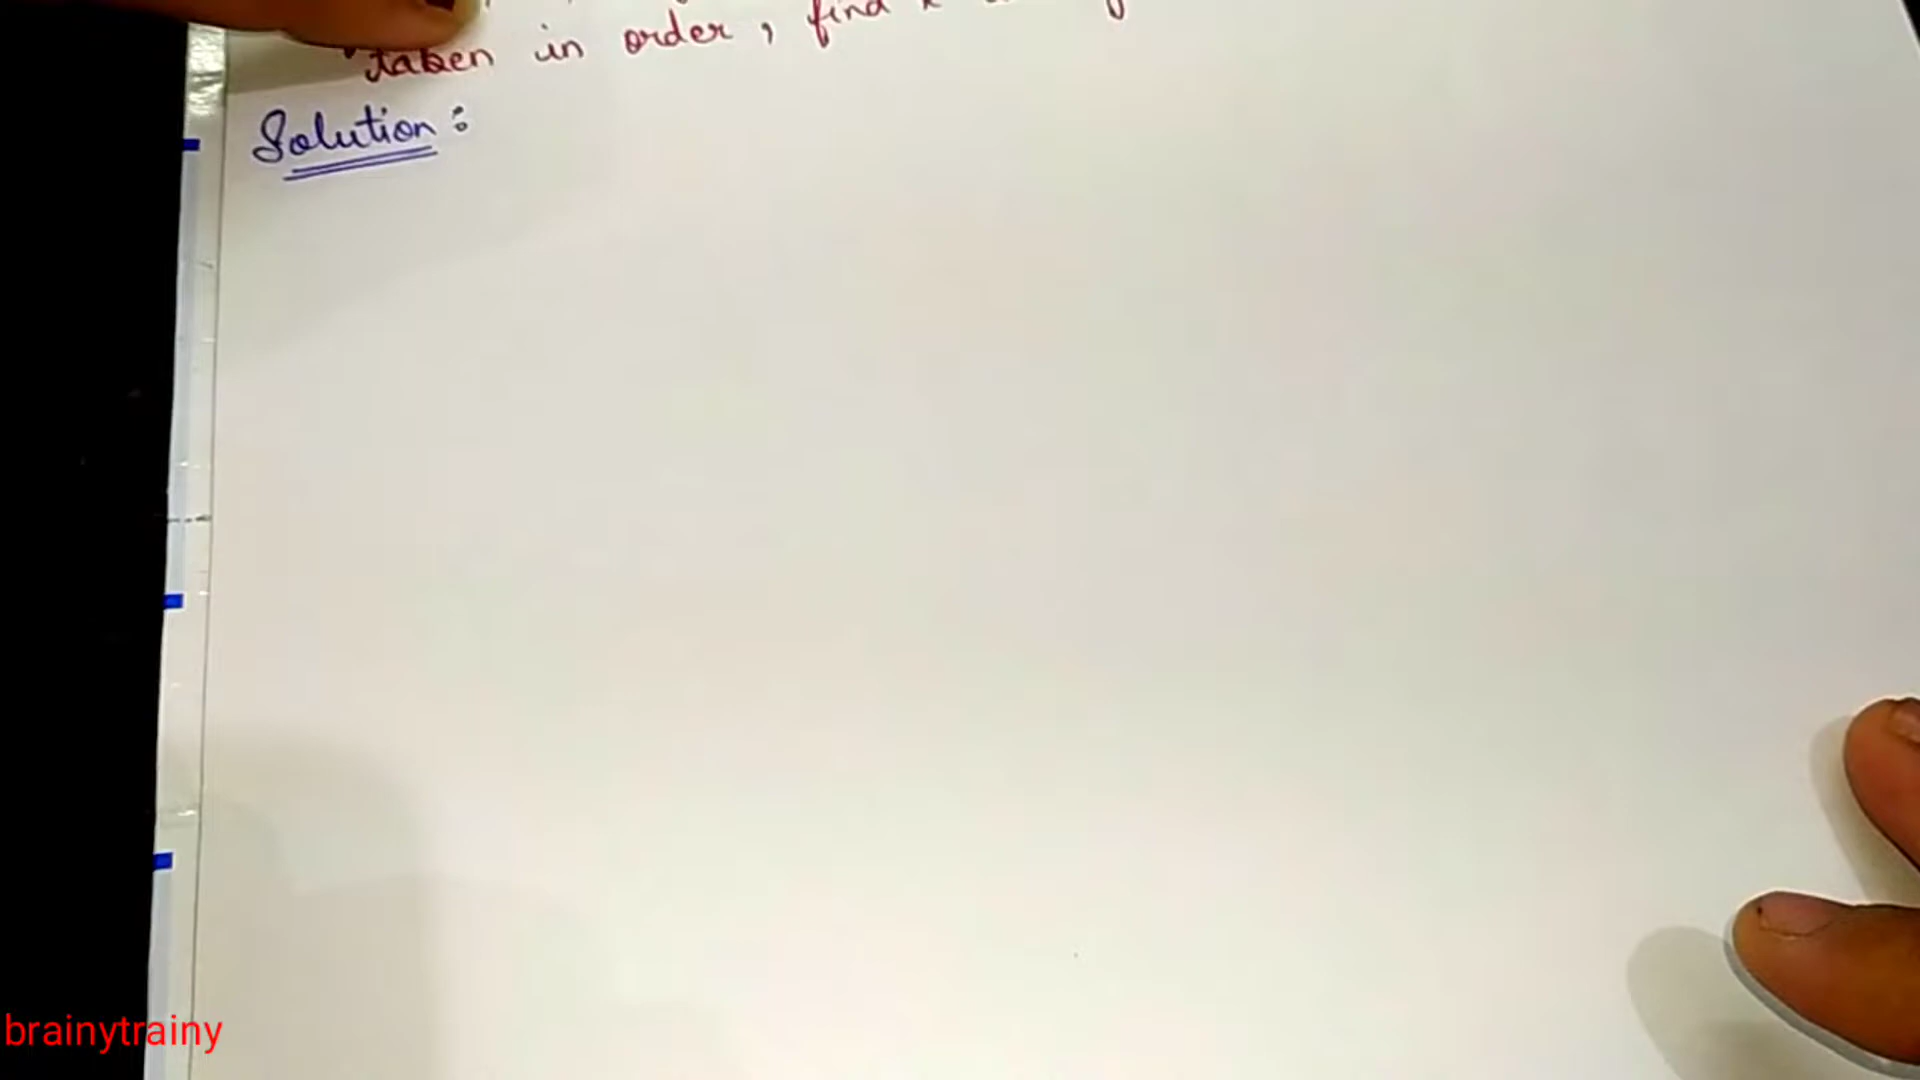 taken in order, find x
Solution:
brainytrainy